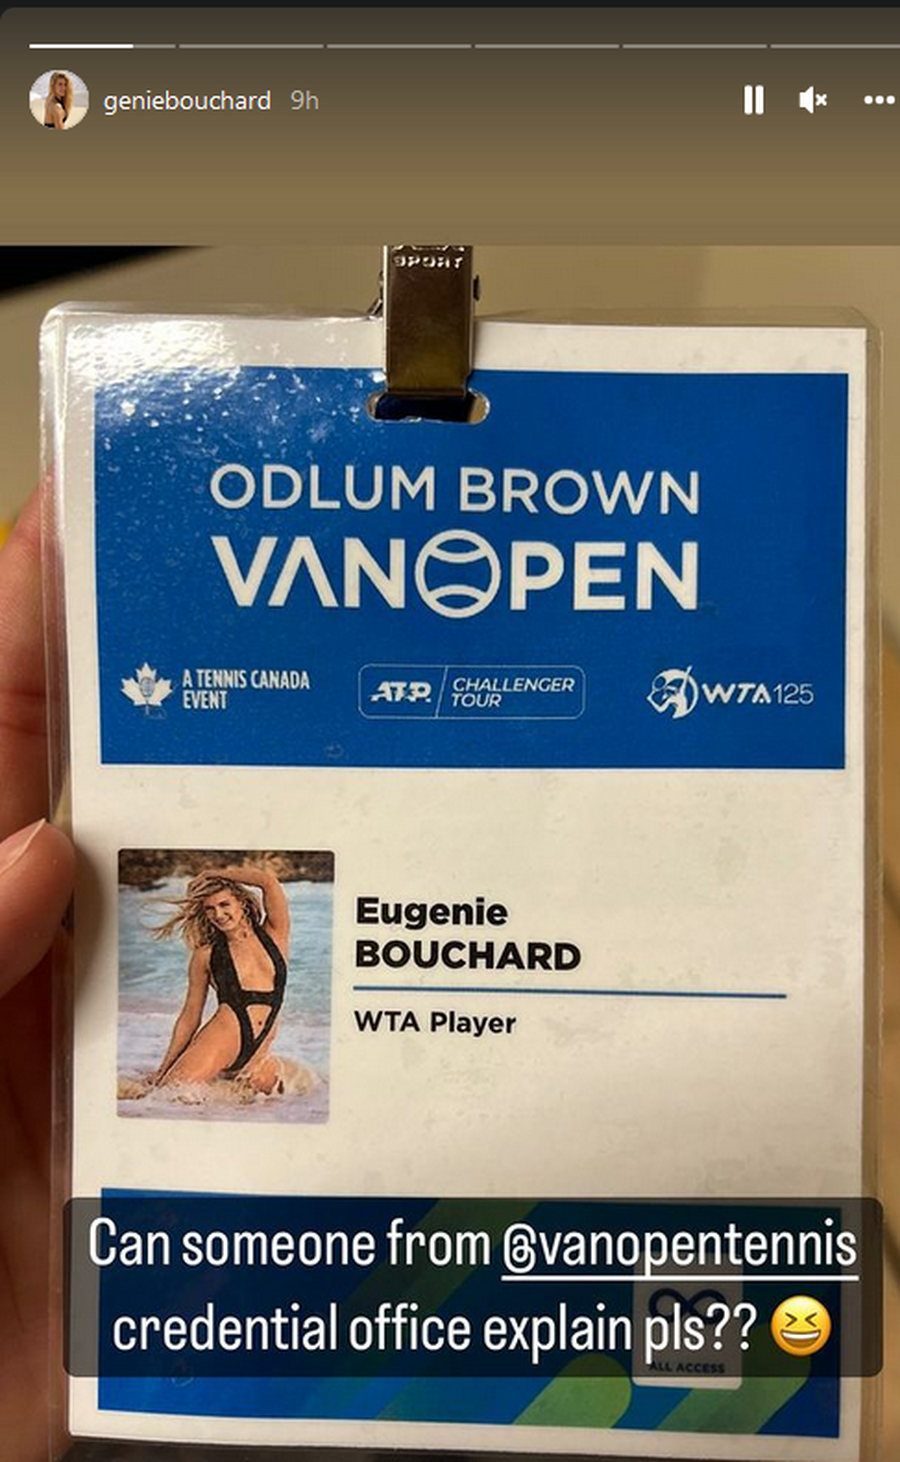 geniebouchard 9h
SPORT
ODLUM BROWN
VANOPEN
A TENNIS CANADA
EVENT
ATP CHALLENGER
TOUR
WTA125
Eugenie
BOUCHARD
WTA Player
Can someone from @vanopentennis
credential office explain pls?? 😆
ALL ACCESS